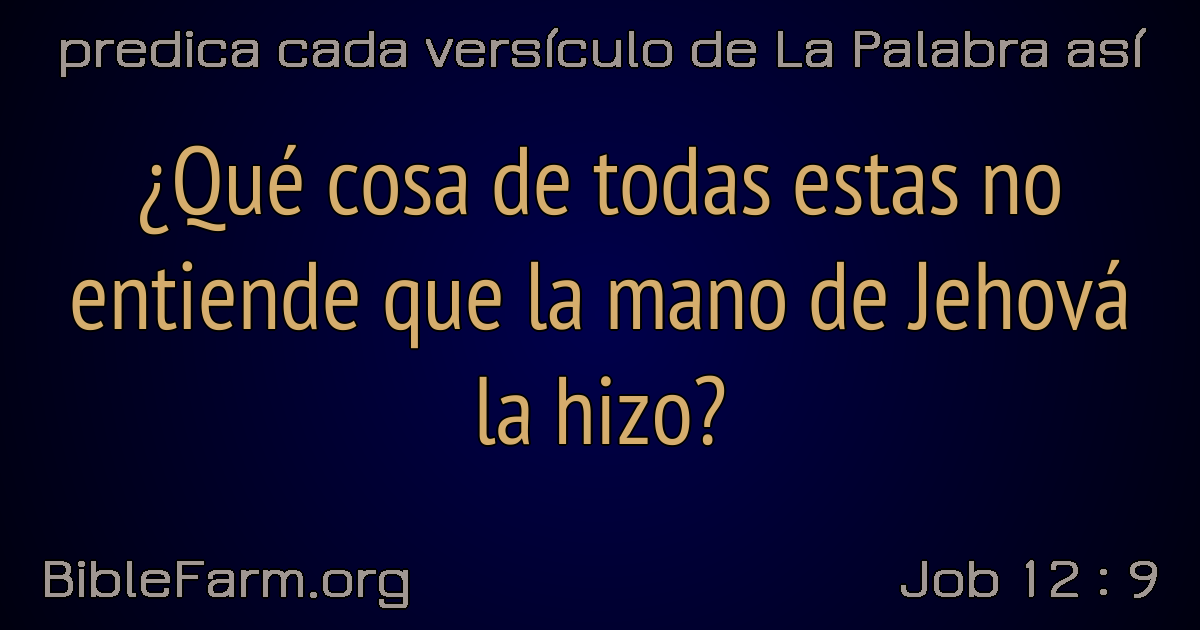 predica cada versículo de La Palabra así
¿Qué cosa de todas estas no
entiende que la mano de Jehová
la hizo?
BibleFarm.org
Job 12 : 9